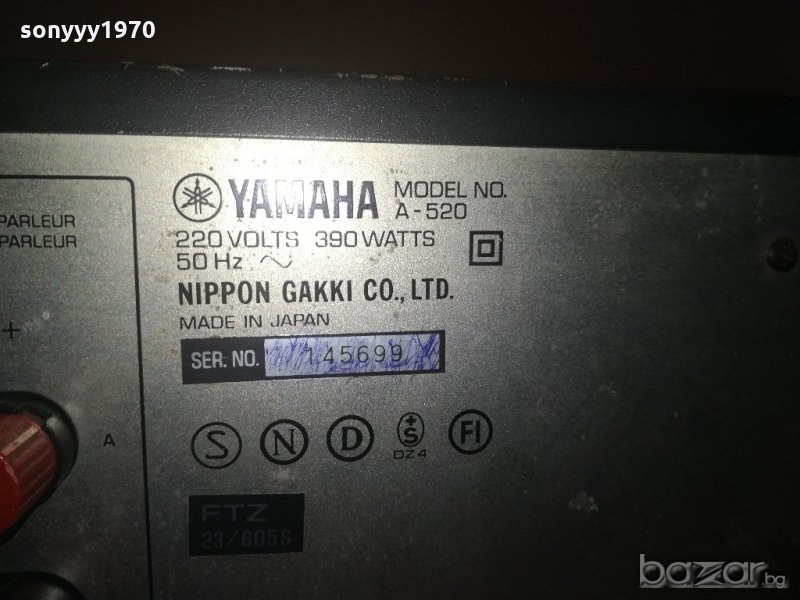 sonyyy1970
YAMAHA MODEL NO. A-520
220 VOLTS 390 WATTS
50 Hz ~
NIPPON GAKKI CO., LTD.
MADE IN JAPAN
SER. NO. 145699
PARLEUR
PARLEUR
+
A
S N D +S FI
DZ 4
FTZ
23/605S
bazar.bg